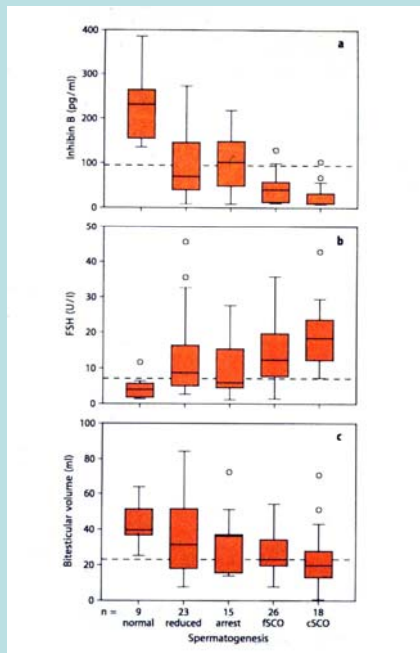 a
Inhibin B (pg/ml)
400
300
200
100
0
b
FSH (U/l)
50
40
30
20
10
0
c
Bitesticular volume (ml)
100
80
60
40
20
0
n = 9 23 15 26 18
normal reduced arrest fSCO cSCO
Spermatogenesis